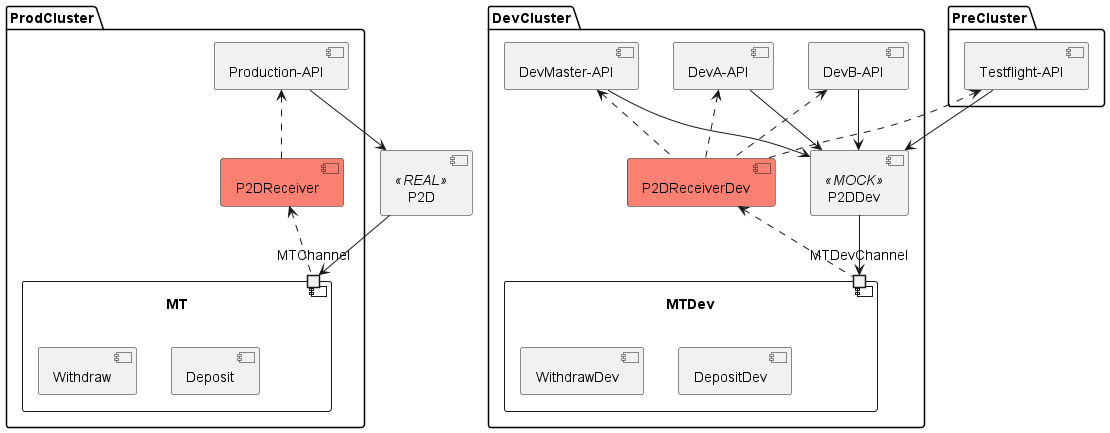 ProdCluster
DevCluster
PreCluster
Production-API
DevMaster-API
DevA-API
DevB-API
Testflight-API
P2DReceiver
«REAL»
P2D
P2DReceiverDev
«MOCK»
P2DDev
MTChannel
MTDevChannel
MT
MTDev
Withdraw
Deposit
WithdrawDev
DepositDev